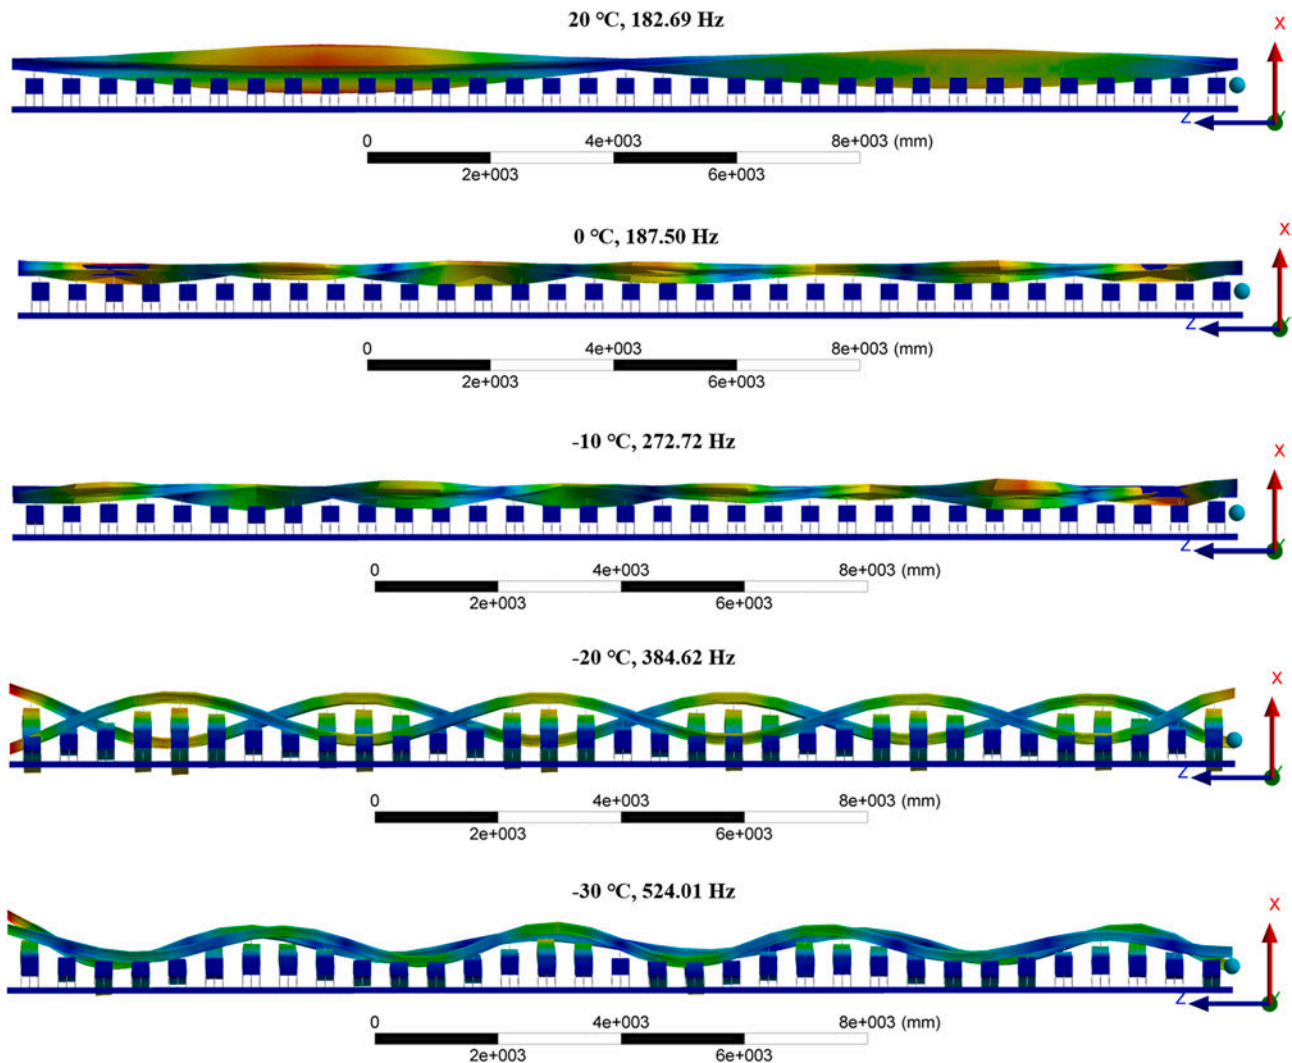 20 °C, 182.69 Hz
X
Z
Y
0 4e+003 8e+003 (mm)
2e+003 6e+003
0 °C, 187.50 Hz
X
Z
Y
0 4e+003 8e+003 (mm)
2e+003 6e+003
-10 °C, 272.72 Hz
X
Z
0 4e+003 8e+003 (mm)
2e+003 6e+003
-20 °C, 384.62 Hz
X
Z
0 4e+003 8e+003 (mm)
2e+003 6e+003
-30 °C, 524.01 Hz
X
Z
0 4e+003 8e+003 (mm)
2e+003 6e+003